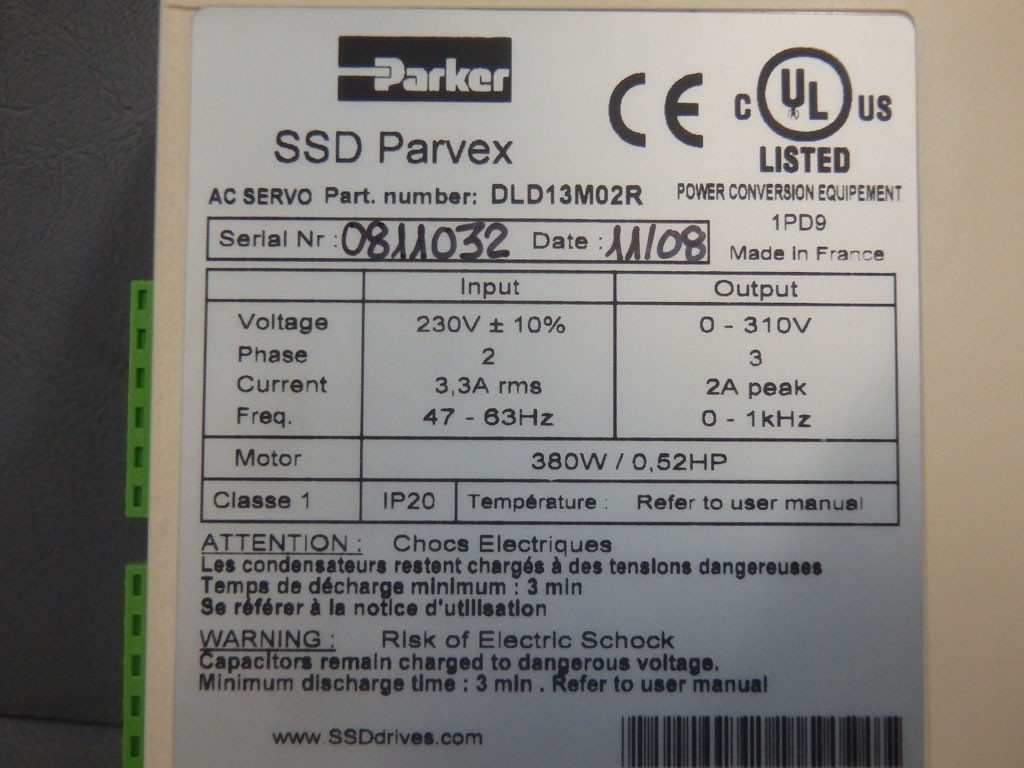 Parker
SSD Parvex
CE
C UL US
LISTED
AC SERVO Part. number: DLD13M02R
POWER CONVERSION EQUIPEMENT
1PD9
Made in France
Serial Nr : 0811032 Date : 11/08
Input Output
Voltage 230V ± 10% 0 - 310V
Phase 2 3
Current 3,3A rms 2A peak
Freq. 47 - 63Hz 0 - 1kHz
Motor 380W / 0,52HP
Classe 1 IP20 Température : Refer to user manual
ATTENTION : Chocs Electriques
Les condensateurs restent chargés à des tensions dangereuses
Temps de décharge minimum : 3 min
Se référer à la notice d'utilisation
WARNING : Risk of Electric Schock
Capacitors remain charged to dangerous voltage.
Minimum discharge time : 3 min . Refer to user manual
www.SSDdrives.com